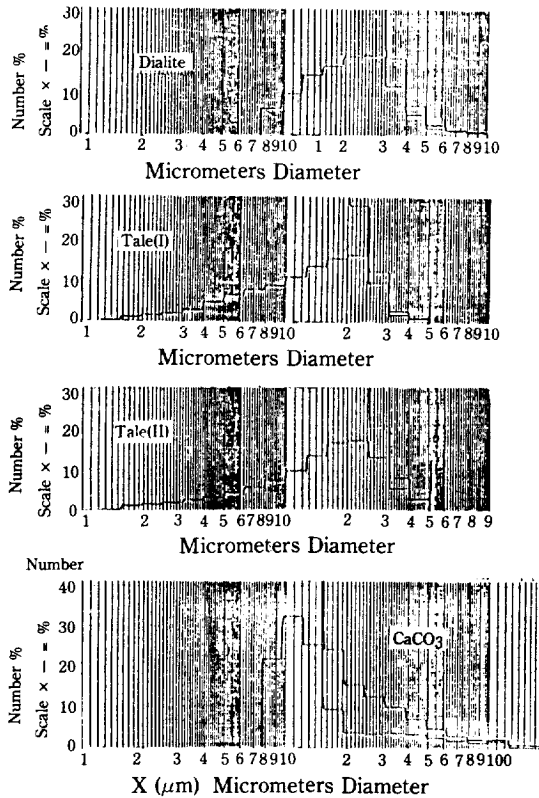 30
20
10
0
Number %
Scale × — = %
Dialite
1 2 3 4 5 6 7 8 9 10 1 2 3 4 5 6 7 8 9 10
Micrometers Diameter
30
20
10
0
Number %
Scale × — = %
Tale(I)
1 2 3 4 5 6 7 8 9 10 2 3 4 5 6 7 8 9 10
Micrometers Diameter
30
20
10
0
Number %
Scale × — = %
Tale(II)
1 2 3 4 5 6 7 8 9 10 2 3 4 5 6 7 8 9
Micrometers Diameter
Number
40
30
20
10
0
Number %
Scale × — = %
CaCO3
1 2 3 4 5 6 7 8 9 10 2 3 4 5 6 7 8 9 100
X (μm) Micrometers Diameter